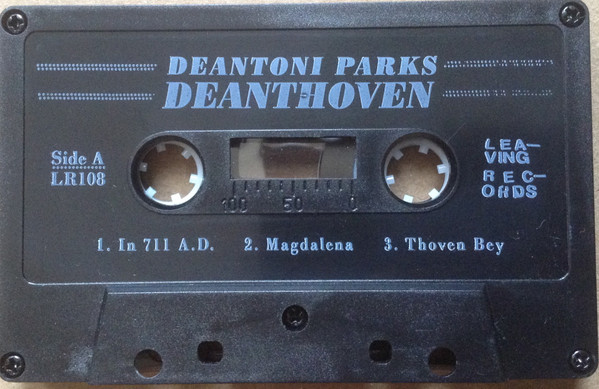 DEANTONI PARKS
DEANTHOVEN
Side A
LR108
LEA-
VING
REC-
ORDS
100 50 0
1. In 711 A.D. 2. Magdalena 3. Thoven Bey